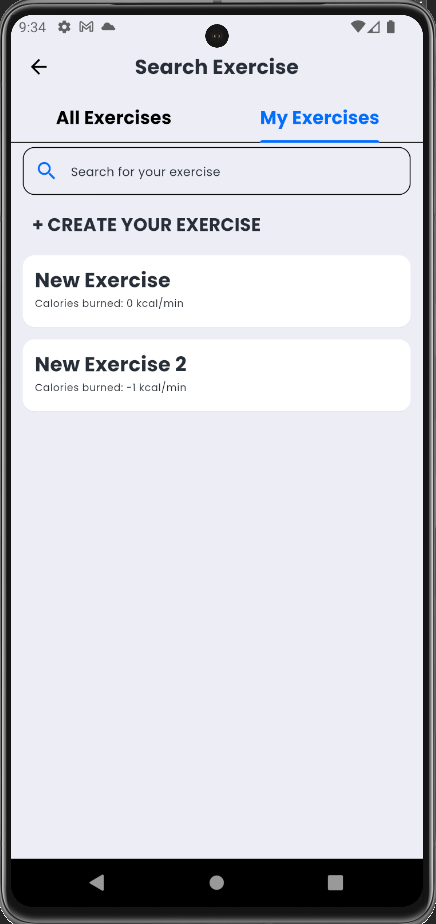 9:34
Search Exercise
All Exercises
My Exercises
Search for your exercise
+ CREATE YOUR EXERCISE
New Exercise
Calories burned: 0 kcal/min
New Exercise 2
Calories burned: -1 kcal/min